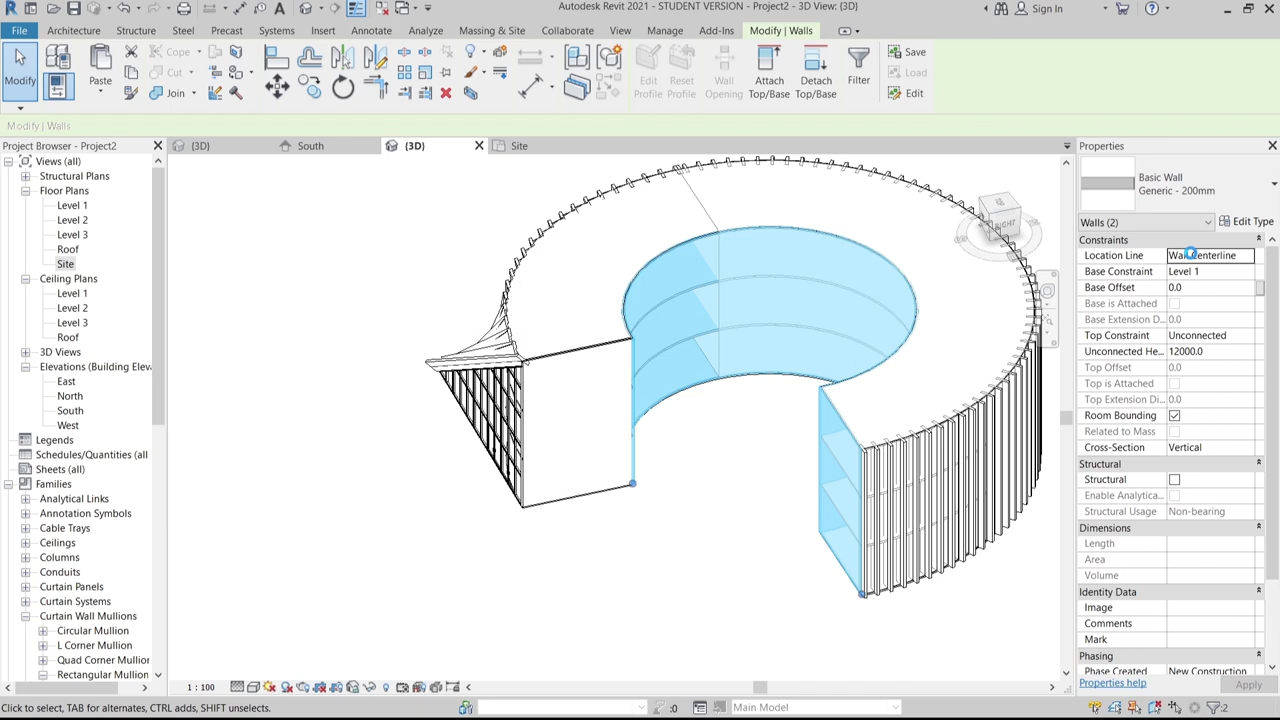 Autodesk Revit 2021 - STUDENT VERSION - Project2 - 3D View: {3D}
Sign In
File Architecture Structure Steel Precast Systems Insert Annotate Analyze Massing & Site Collaborate View Manage Add-Ins Modify | Walls
Modify
Paste
Cope
Cut
Join
Edit Profile
Reset Profile
Wall Opening
Attach Top/Base
Detach Top/Base
Filter
Save
Load
Edit
Modify | Walls
Project Browser - Project2
{3D}
South
{3D}
Site
Views (all)
Structural Plans
Floor Plans
Level 1
Level 2
Level 3
Roof
Site
Ceiling Plans
Level 1
Level 2
Level 3
Roof
3D Views
Elevations (Building Eleva
East
North
South
West
Legends
Schedules/Quantities (all
Sheets (all)
Families
Analytical Links
Annotation Symbols
Cable Trays
Ceilings
Columns
Conduits
Curtain Panels
Curtain Systems
Curtain Wall Mullions
Circular Mullion
L Corner Mullion
Quad Corner Mullion
Rectangular Mullion
RIGHT
Properties
Basic Wall
Generic - 200mm
Walls (2)
Edit Type
Constraints
Location Line Wall Centerline
Base Constraint Level 1
Base Offset 0.0
Base is Attached
Base Extension D... 0.0
Top Constraint Unconnected
Unconnected He... 12000.0
Top Offset 0.0
Top is Attached
Top Extension Di... 0.0
Room Bounding
Related to Mass
Cross-Section Vertical
Structural
Structural
Enable Analytica...
Structural Usage Non-bearing
Dimensions
Length
Area
Volume
Identity Data
Image
Comments
Mark
Phasing
Phase Created New Construction
Properties help
Apply
1 : 100
Click to select, TAB for alternates, CTRL adds, SHIFT unselects.
:0
Main Model
:2